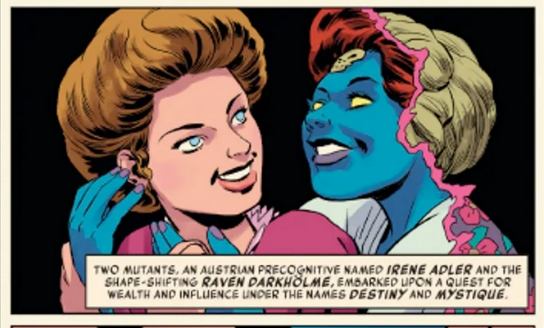 TWO MUTANTS, AN AUSTRIAN PRECOGNITIVE NAMED IRENE ADLER AND THE
SHAPE-SHIFTING RAVEN DARKHÖLME, EMBARKED UPON A QUEST FOR
WEALTH AND INFLUENCE UNDER THE NAMES DESTINY AND MYSTIQUE.